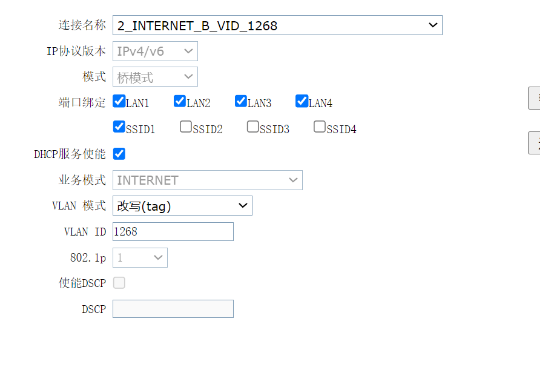 连接名称 2_INTERNET_B_VID_1268
IP协议版本 IPv4/v6
模式 桥模式
端口绑定 LAN1 LAN2 LAN3 LAN4
SSID1 SSID2 SSID3 SSID4
DHCP服务使能
业务模式 INTERNET
VLAN 模式 改写(tag)
VLAN ID 1268
802.1p 1
使能DSCP
DSCP